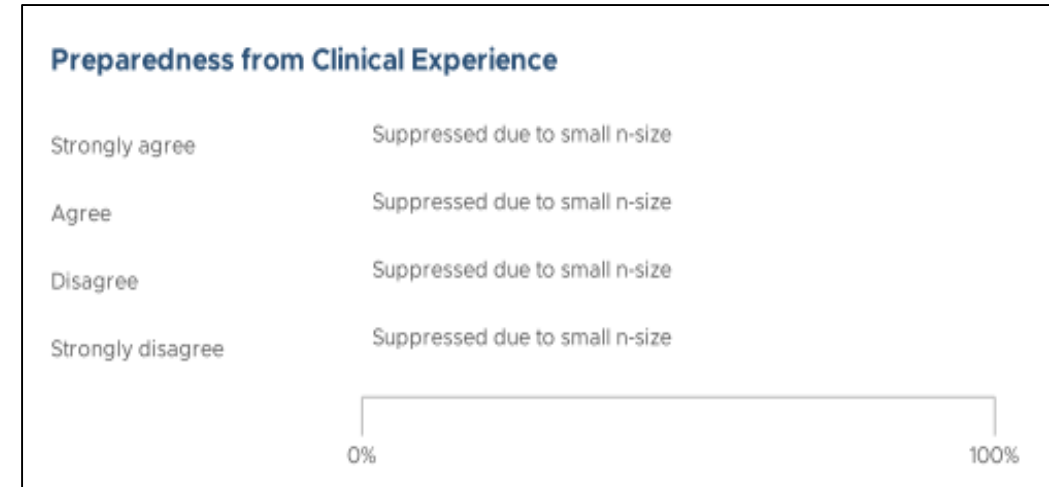 Preparedness from Clinical Experience
Strongly agree Suppressed due to small n-size
Agree Suppressed due to small n-size
Disagree Suppressed due to small n-size
Strongly disagree Suppressed due to small n-size
0% 100%